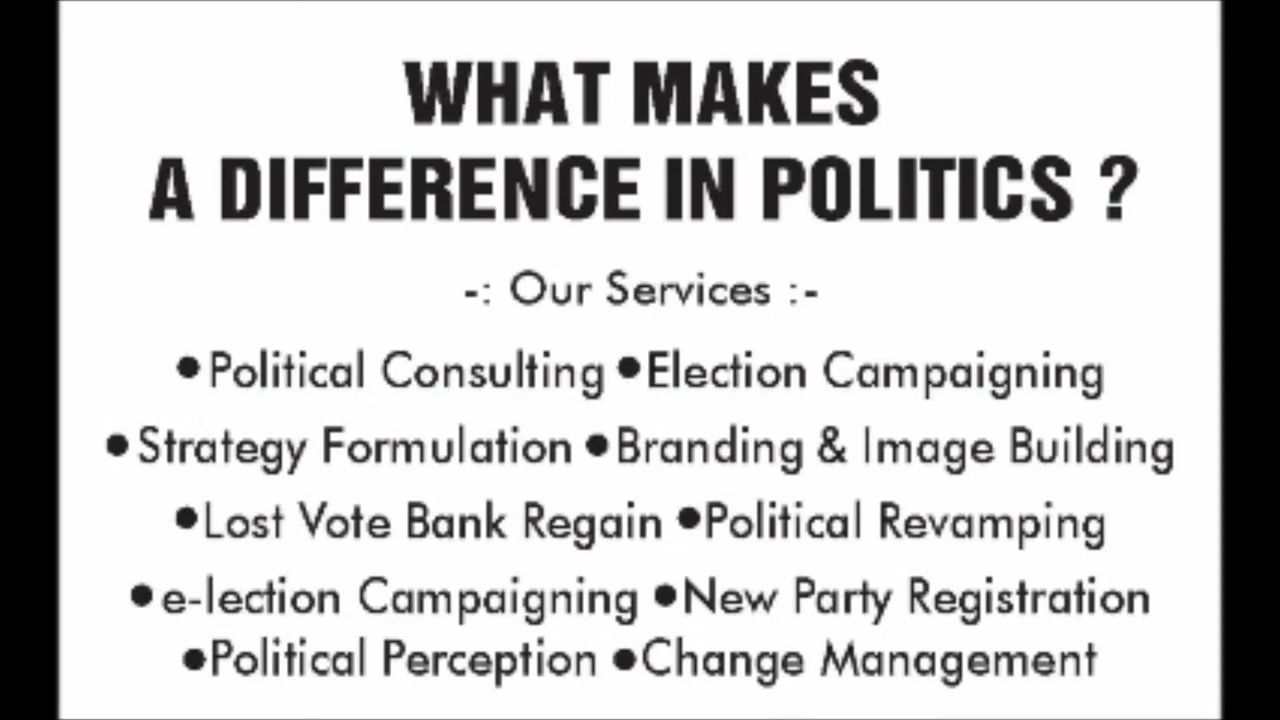 WHAT MAKES
A DIFFERENCE IN POLITICS ?
-: Our Services :-
•Political Consulting •Election Campaigning
•Strategy Formulation •Branding & Image Building
•Lost Vote Bank Regain •Political Revamping
•e-lection Campaigning •New Party Registration
•Political Perception •Change Management